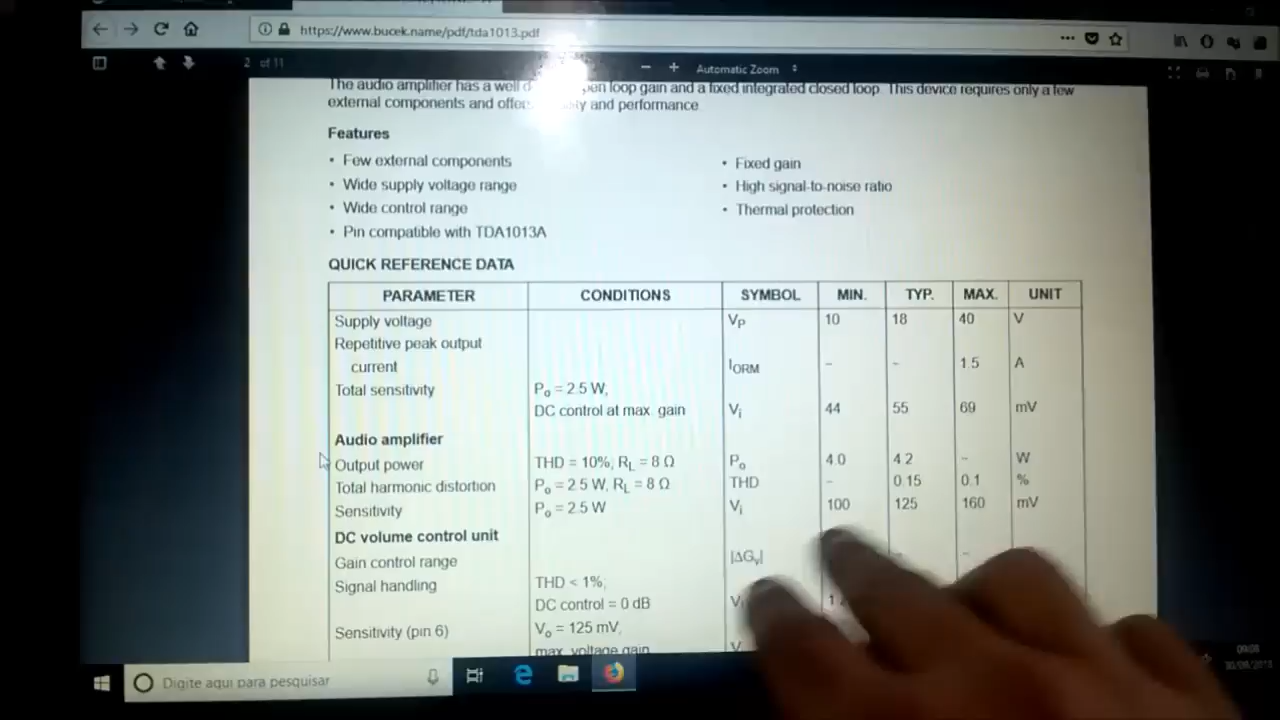 https://www.bucek.name/pdf/tda1013.pdf
2 of 11
Automatic Zoom
The audio amplifier has a well loop gain and a fixed integrated closed loop. This device requires only a few
external components and and performance
Features
• Few external components
• Wide supply voltage range
• Wide control range
• Pin compatible with TDA1013A
• Fixed gain
• High signal-to-noise ratio
• Thermal protection
QUICK REFERENCE DATA
PARAMETER CONDITIONS SYMBOL MIN. TYP. MAX. UNIT
Supply voltage VP 10 18 40 V
Repetitive peak output
current IORM – – 1.5 A
Total sensitivity Po = 2.5 W,
DC control at max. gain Vi 44 55 69 mV
Audio amplifier
Output power THD = 10%; RL = 8 Ω Po 4.0 4.2 – W
Total harmonic distortion Po = 2.5 W, RL = 8 Ω THD – 0.15 0.1 %
Sensitivity Po = 2.5 W Vi 100 125 160 mV
DC volume control unit
Gain control range |ΔGv| – –
Signal handling THD < 1%;
DC control = 0 dB
Sensitivity (pin 6) Vo = 125 mV,
max. voltage gain
Digite aqui para pesquisar
09:08